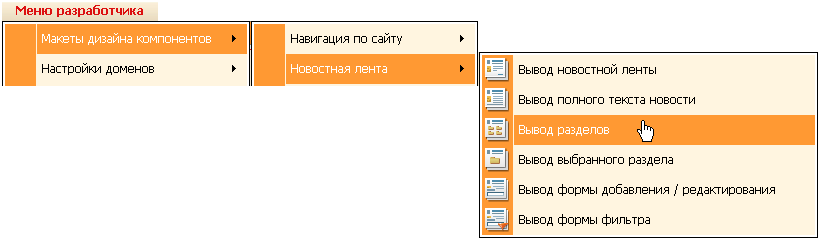 Меню разработчика
Макеты дизайна компонентов
Настройки доменов
Навигация по сайту
Новостная лента
Вывод новостной ленты
Вывод полного текста новости
Вывод разделов
Вывод выбранного раздела
Вывод формы добавления / редактирования
Вывод формы фильтра